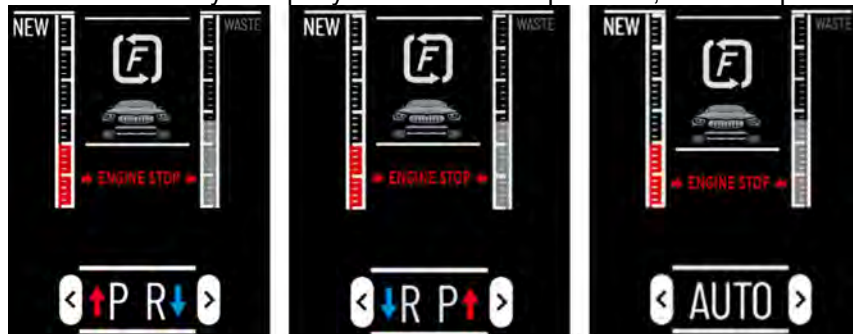 NEW WASTE NEW WASTE NEW WASTE
F F F
ENGINE STOP ENGINE STOP ENGINE STOP
< ↑P R↓ > < ↓R P↑ > < AUTO >